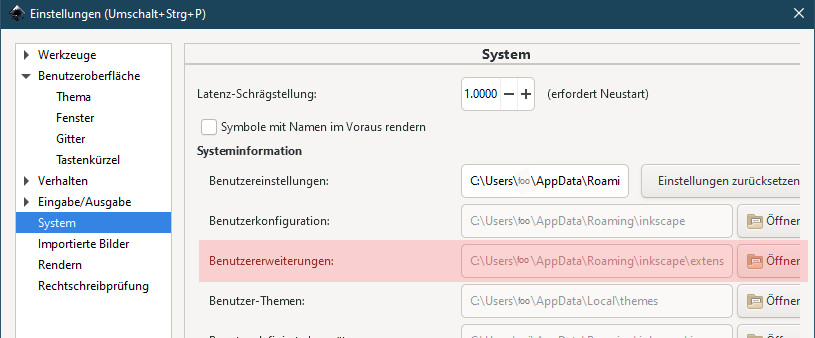 Einstellungen (Umschalt+Strg+P)
Werkzeuge
Benutzeroberfläche
Thema
Fenster
Gitter
Tastenkürzel
Verhalten
Eingabe/Ausgabe
System
Importierte Bilder
Rendern
Rechtschreibprüfung
System
Latenz-Schrägstellung: 1.0000 − + (erfordert Neustart)
Symbole mit Namen im Voraus rendern
Systeminformation
Benutzereinstellungen: C:\Users\foo\AppData\Roami Einstellungen zurücksetzen
Benutzerkonfiguration: C:\Users\foo\AppData\Roaming\inkscape Öffnen
Benutzererweiterungen: C:\Users\foo\AppData\Roaming\inkscape\extens Öffnen
Benutzer-Themen: C:\Users\foo\AppData\Local\themes Öffnen